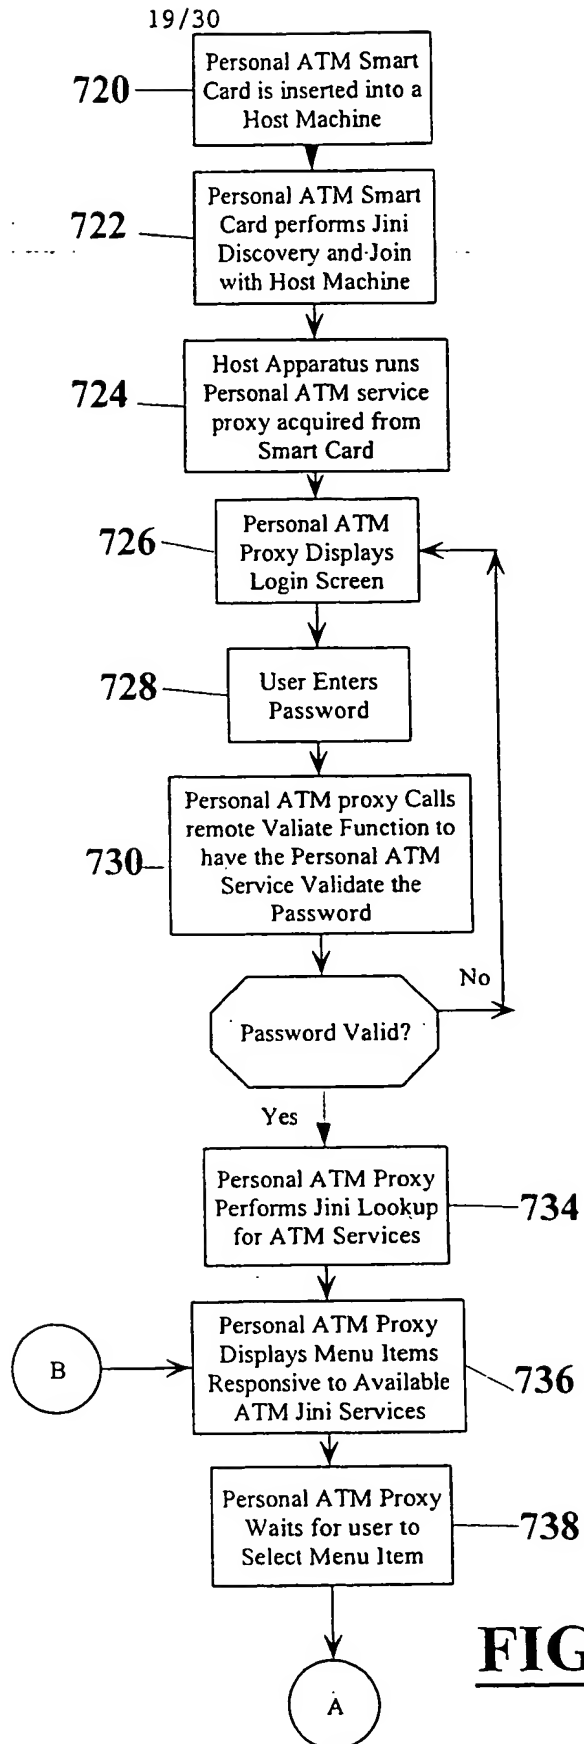 19/30
Personal ATM Smart
Card is inserted into a
Host Machine
720
Personal ATM Smart
Card performs Jini
Discovery and Join
with Host Machine
722
Host Apparatus runs
Personal ATM service
proxy acquired from
Smart Card
724
Personal ATM
Proxy Displays
Login Screen
726
User Enters
Password
728
Personal ATM proxy Calls
remote Valiate Function to
have the Personal ATM
Service Validate the
Password
730
No
Password Valid?
Yes
Personal ATM Proxy
Performs Jini Lookup
for ATM Services
734
B
Personal ATM Proxy
Displays Menu Items
Responsive to Available
ATM Jini Services
736
Personal ATM Proxy
Waits for user to
Select Menu Item
738
FIG
A